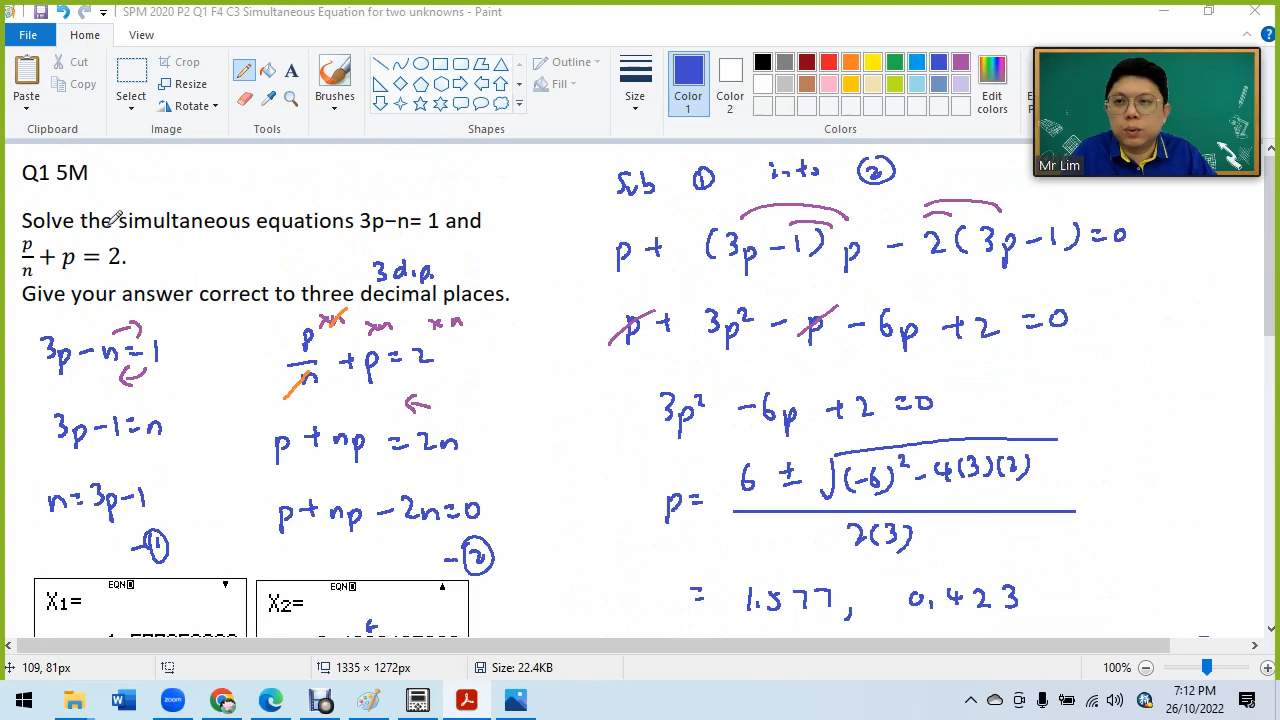 SPM 2020 P2 Q1 F4 C3 Simultaneous Equation for two unknowns - Paint
File Home View
Paste Cut Copy Clipboard
Select Crop Resize Rotate Image
Tools
Brushes
Shapes Outline Fill
Size
Color 1 Color 2 Edit colors Colors
Mr Lim
Q1 5M
Solve the simultaneous equations 3p−n= 1 and
p/n + p = 2.
Give your answer correct to three decimal places.
3 d.p.
3p - n = 1
3p - 1 = n
n = 3p - 1
- ①
×n ×n ×n
p/n + p = 2
p + np = 2n
p + np - 2n = 0
- ②
Sub ① into ②
p + (3p - 1)p - 2(3p - 1) = 0
p + 3p² - p - 6p + 2 = 0
3p² - 6p + 2 = 0
p = 6 ± √(-6)² - 4(3)(2) / 2(3)
= 1.577, 0.423
EQN
X1=
EQN
X2=
109, 81px
1335 × 1272px
Size: 22.4KB
100%
7:12 PM
26/10/2022